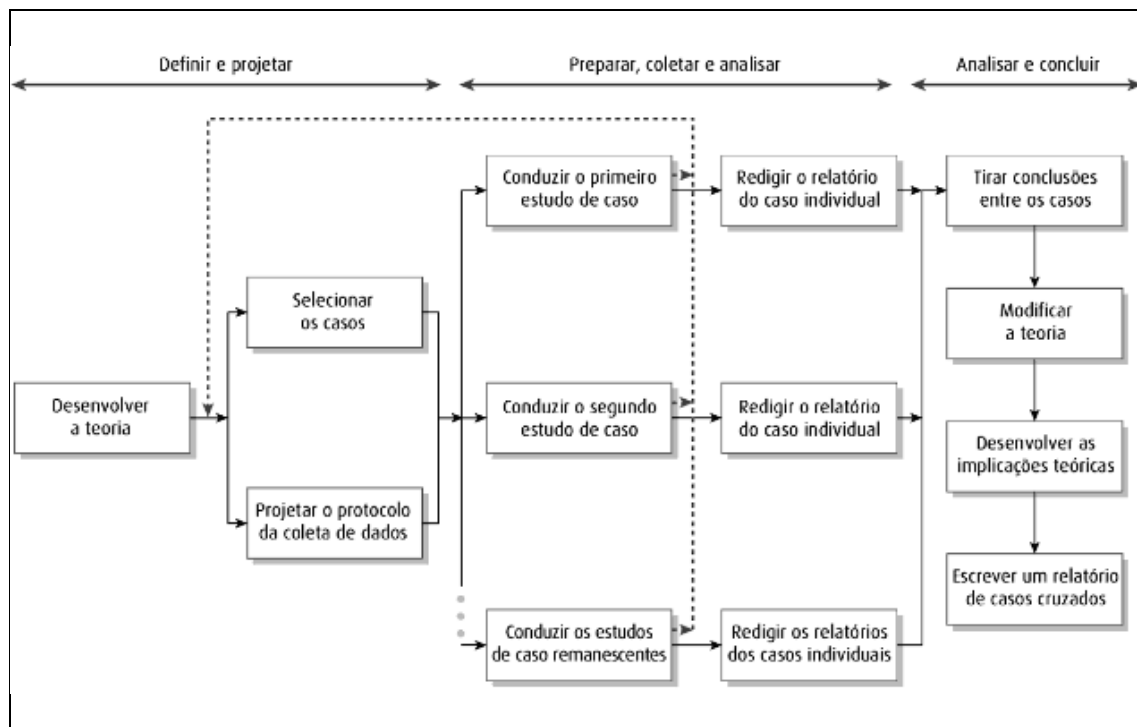 Definir e projetar
Preparar, coletar e analisar
Analisar e concluir
Desenvolver
a teoria
Selecionar
os casos
Projetar o protocolo
da coleta de dados
Conduzir o primeiro
estudo de caso
Redigir o relatório
do caso individual
Conduzir o segundo
estudo de caso
Redigir o relatório
do caso individual
Conduzir os estudos
de caso remanescentes
Redigir os relatórios
dos casos individuais
Tirar conclusões
entre os casos
Modificar
a teoria
Desenvolver as
implicações teóricas
Escrever um relatório
de casos cruzados